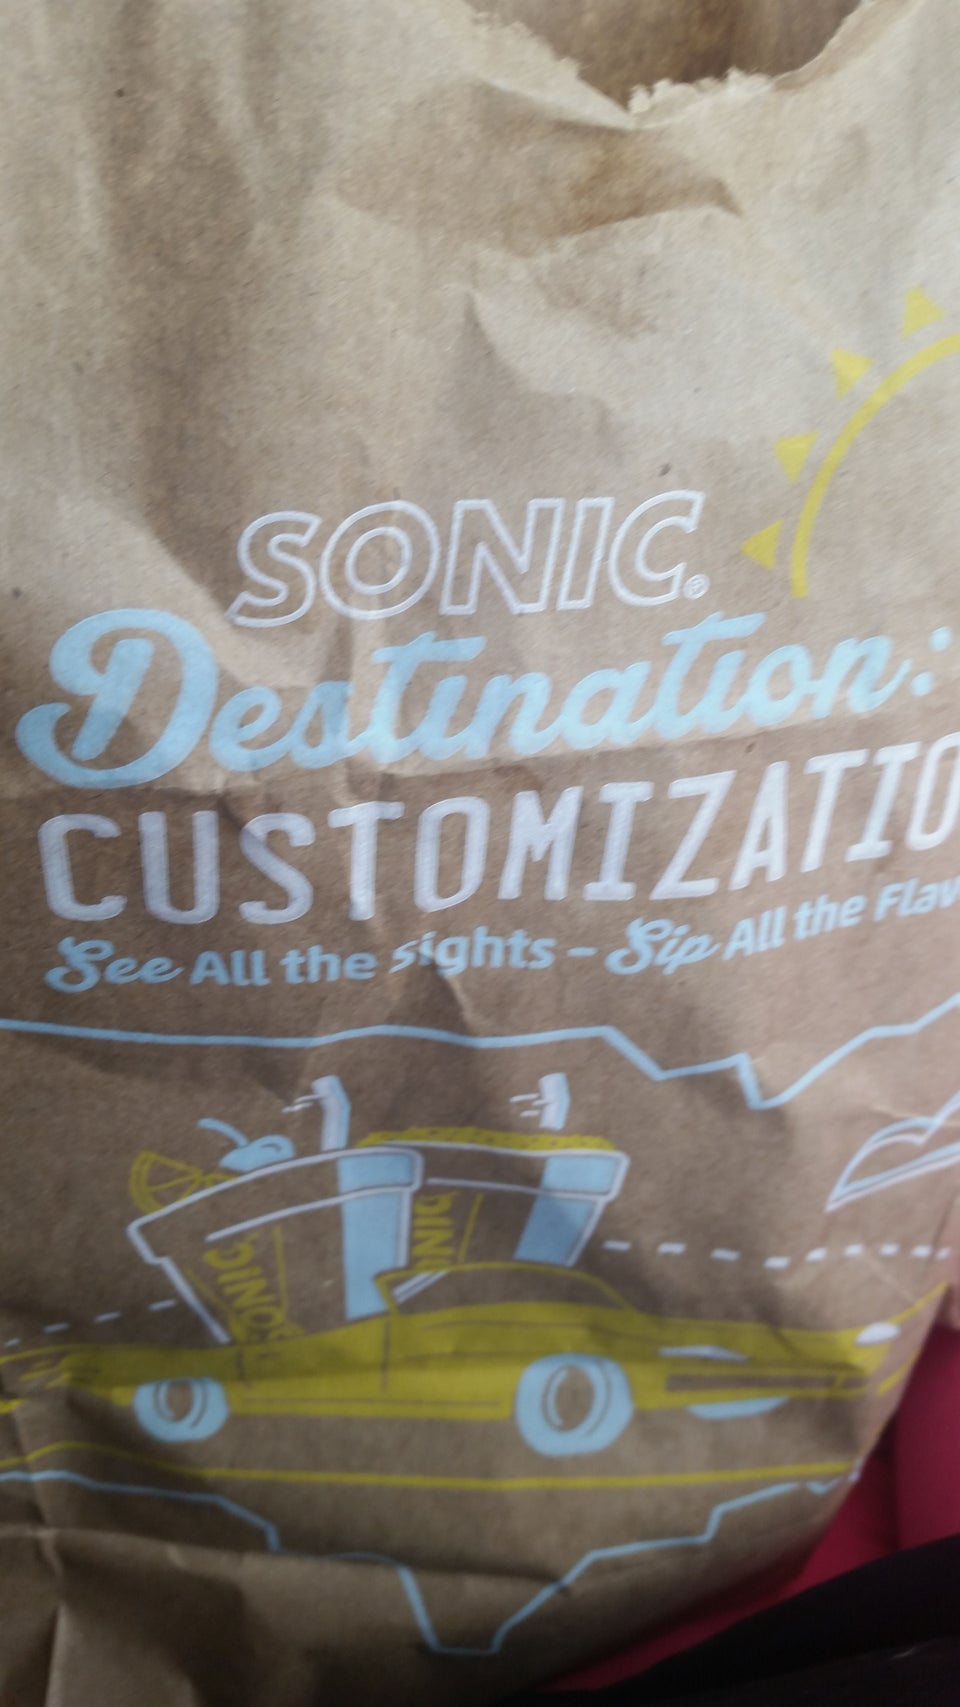 SONIC®
Destination:
CUSTOMIZATIO
See All the sights - Sip All the Flav
SONIC
ONIC